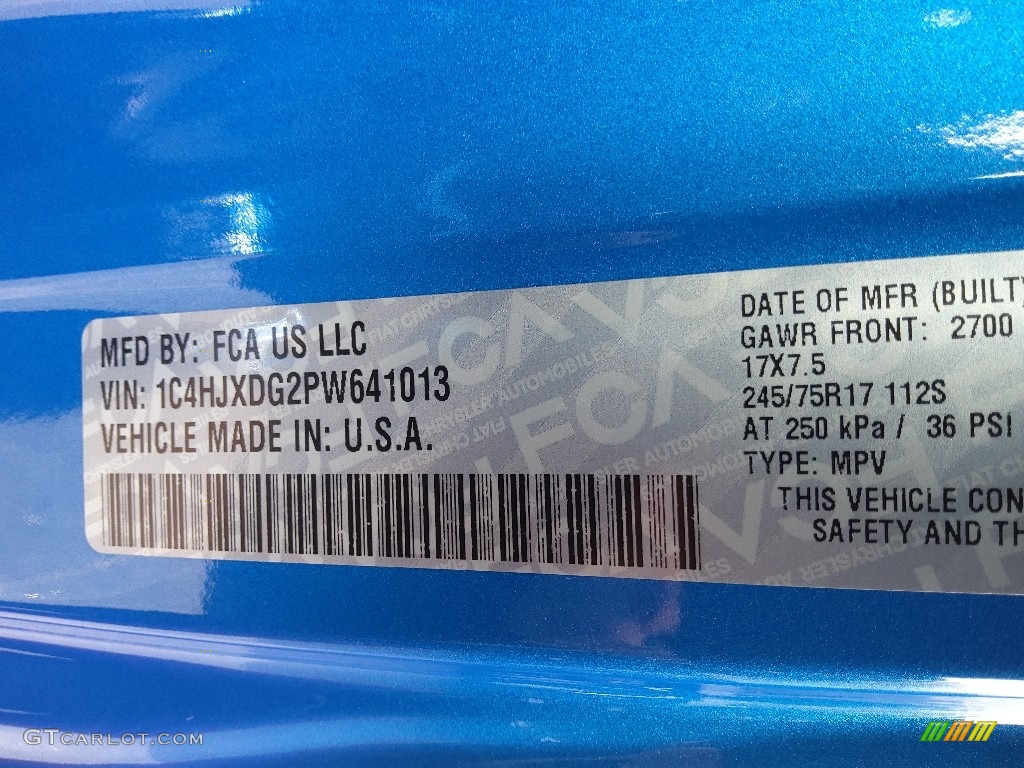 MFD BY: FCA US LLC
VIN: 1C4HJXDG2PW641013
VEHICLE MADE IN: U.S.A.
DATE OF MFR (BUILT)
GAWR FRONT: 2700
17X7.5
245/75R17 112S
AT 250 kPa / 36 PSI
TYPE: MPV
THIS VEHICLE CON
SAFETY AND TH
GTCARLOT.COM